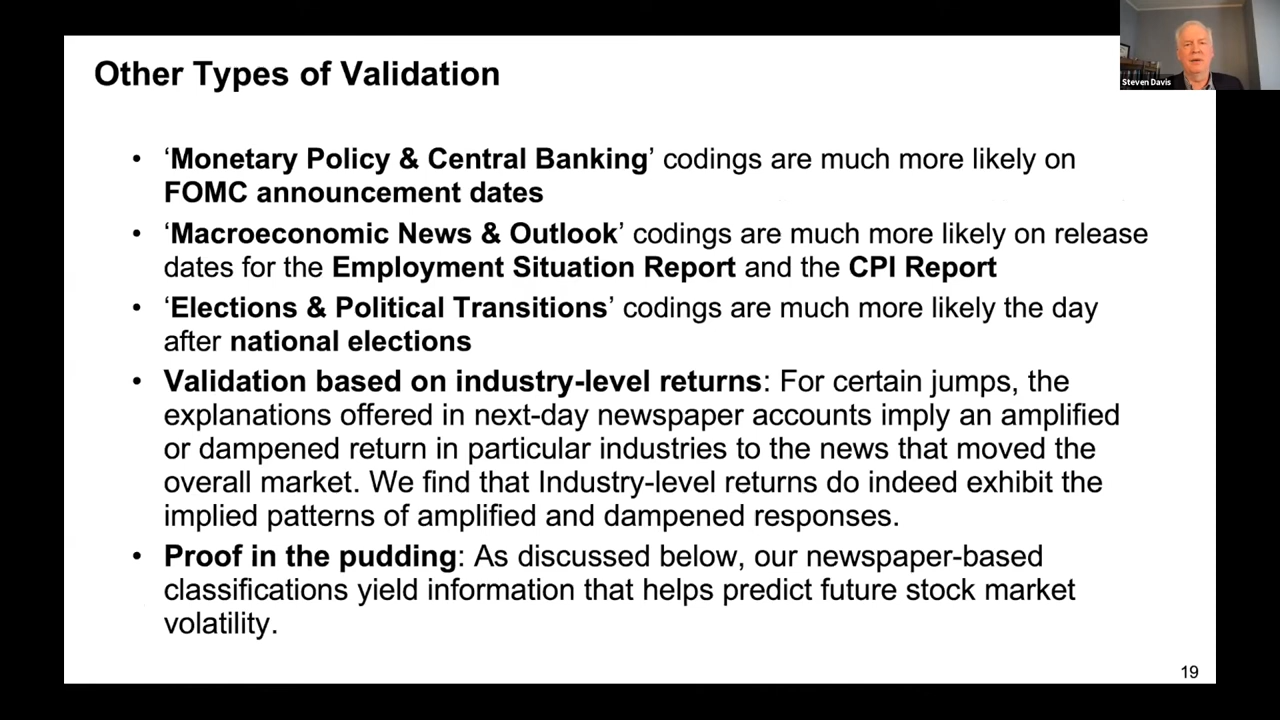 Other Types of Validation
Steven Davis
• ‘Monetary Policy & Central Banking’ codings are much more likely on
FOMC announcement dates
• ‘Macroeconomic News & Outlook’ codings are much more likely on release
dates for the Employment Situation Report and the CPI Report
• ‘Elections & Political Transitions’ codings are much more likely the day
after national elections
• Validation based on industry-level returns: For certain jumps, the
explanations offered in next-day newspaper accounts imply an amplified
or dampened return in particular industries to the news that moved the
overall market. We find that Industry-level returns do indeed exhibit the
implied patterns of amplified and dampened responses.
• Proof in the pudding: As discussed below, our newspaper-based
classifications yield information that helps predict future stock market
volatility.
19